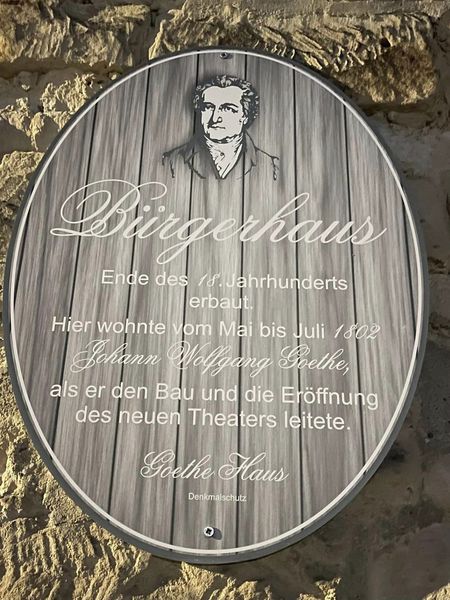 Bürgerhaus
Ende des 18. Jahrhunderts
erbaut.
Hier wohnte vom Mai bis Juli 1802
Johann Wolfgang Goethe,
als er den Bau und die Eröffnung
des neuen Theaters leitete.
Goethe Haus
Denkmalschutz